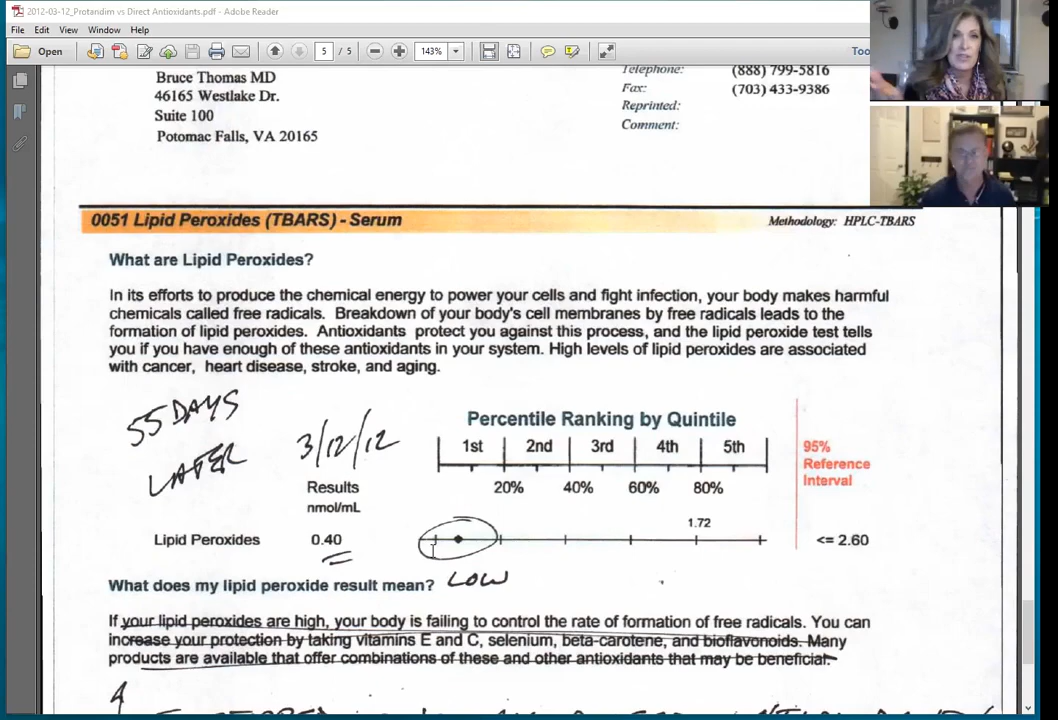 2012-03-12_Protandim vs Direct Antioxidants.pdf - Adobe Reader
File Edit View Window Help
Open 5 / 5 143% Too
Bruce Thomas MD
46165 Westlake Dr.
Suite 100
Potomac Falls, VA 20165
Telephone: (888) 799-5816
Fax: (703) 433-9386
Reprinted:
Comment:
0051 Lipid Peroxides (TBARS) - Serum
Methodology: HPLC-TBARS
What are Lipid Peroxides?
In its efforts to produce the chemical energy to power your cells and fight infection, your body makes harmful
chemicals called free radicals. Breakdown of your body's cell membranes by free radicals leads to the
formation of lipid peroxides. Antioxidants protect you against this process, and the lipid peroxide test tells
you if you have enough of these antioxidants in your system. High levels of lipid peroxides are associated
with cancer, heart disease, stroke, and aging.
55 DAYS
LATER
3/12/12
Results
nmol/mL
Percentile Ranking by Quintile
1st 2nd 3rd 4th 5th
20% 40% 60% 80%
95%
Reference
Interval
1.72
Lipid Peroxides 0.40 <= 2.60
What does my lipid peroxide result mean? LOW
If your lipid peroxides are high, your body is failing to control the rate of formation of free radicals. You can
increase your protection by taking vitamins E and C, selenium, beta-carotene, and bioflavonoids. Many
products are available that offer combinations of these and other antioxidants that may be beneficial.